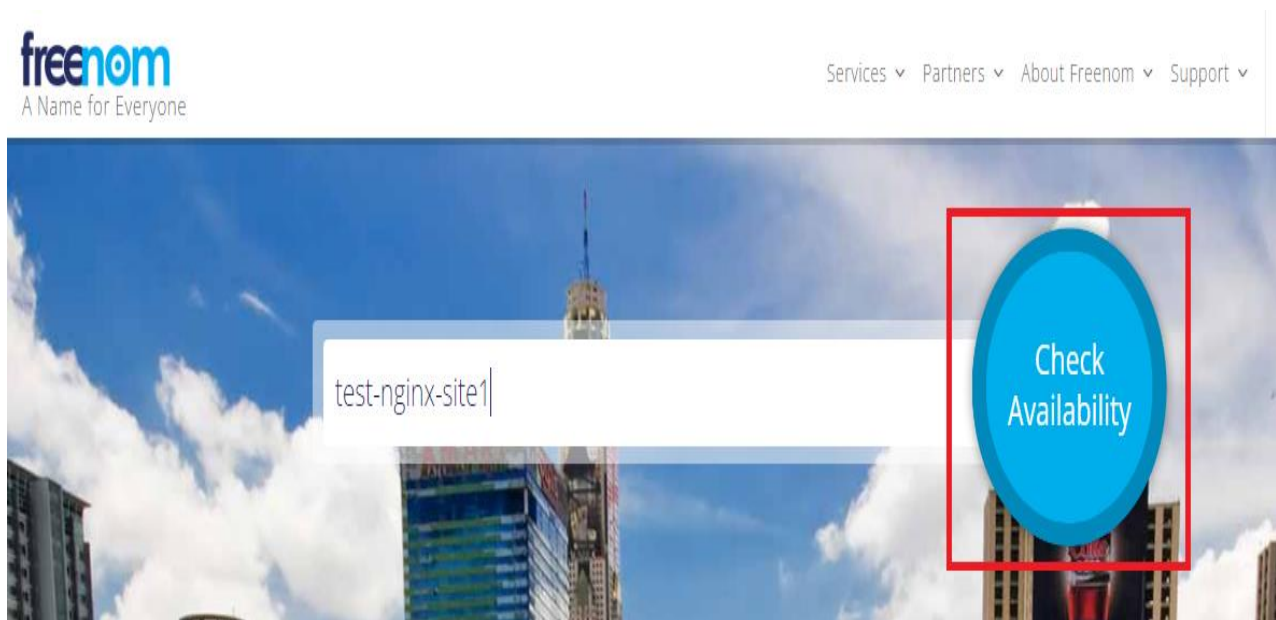 freenom
A Name for Everyone
Services Partners About Freenom Support
test-nginx-site1
Check
Availability